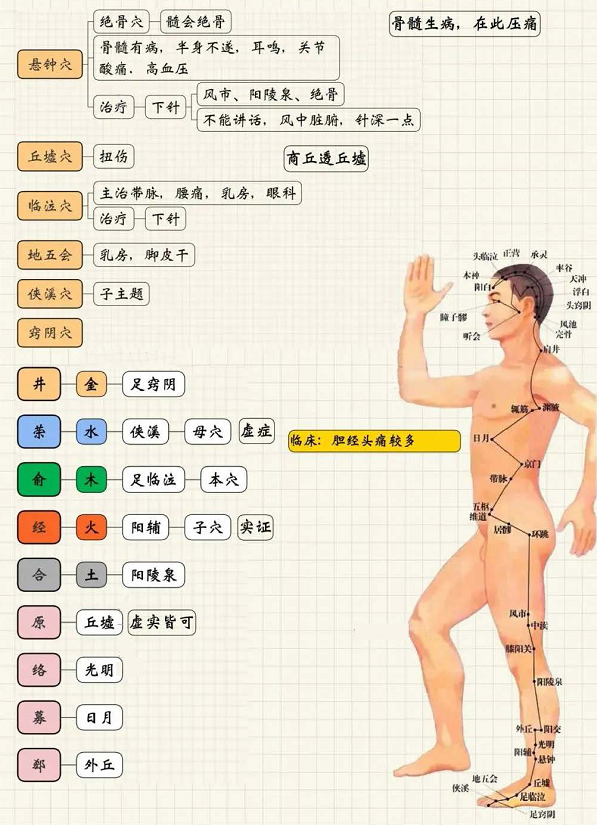 绝骨穴
髓会绝骨
骨髓生病，在此压痛
悬钟穴
骨髓有病，半身不遂，耳鸣，关节
酸痛，高血压
治疗
下针
风市、阳陵泉、绝骨
不能讲话，风中脏腑，针深一点
丘墟穴
扭伤
商丘透丘墟
临泣穴
主治带脉，腰痛，乳房，眼科
治疗
下针
地五会
乳房，脚皮干
侠溪穴
子主题
窍阴穴
井
金
足窍阴
荥
水
侠溪
母穴
虚症
临床：胆经头痛较多
俞
木
足临泣
本穴
经
火
阳辅
子穴
实证
合
土
阳陵泉
原
丘墟
虚实皆可
络
光明
募
日月
郄
外丘
头临泣
正营
承灵
本神
率谷
天冲
阳白
浮白
头窍阴
瞳子髎
风池
完骨
听会
肩井
辄筋
渊腋
日月
京门
带脉
五枢
维道
居髎
环跳
风市
中渎
膝阳关
阳陵泉
外丘
阳交
光明
阳辅
悬钟
地五会
丘墟
侠溪
足临泣
足窍阴